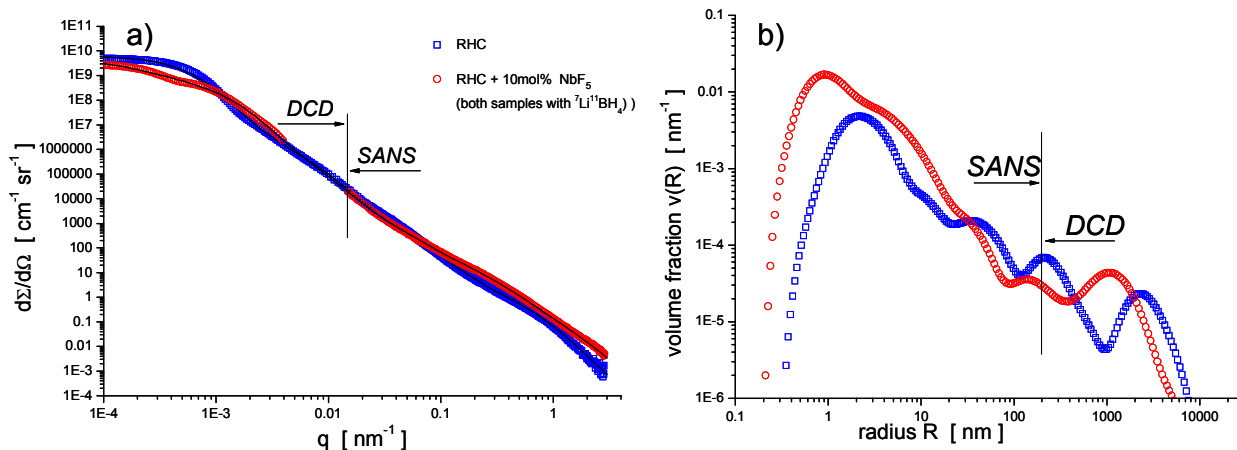 a)
1E11
1E10
1E9
1E8
1E7
1000000
100000
10000
1000
100
10
1
0.1
0.01
1E-3
1E-4
dΣ/dΩ [ cm-1 sr-1 ]
RHC
RHC + 10mol% NbF5
(both samples with 7Li11BH4) )
DCD
SANS
1E-4
1E-3
0.01
0.1
1
q [ nm-1 ]
b)
0.1
0.01
1E-3
1E-4
1E-5
1E-6
volume fraction v(R) [ nm-1 ]
SANS
DCD
0.1
1
10
100
1000
10000
radius R [ nm ]